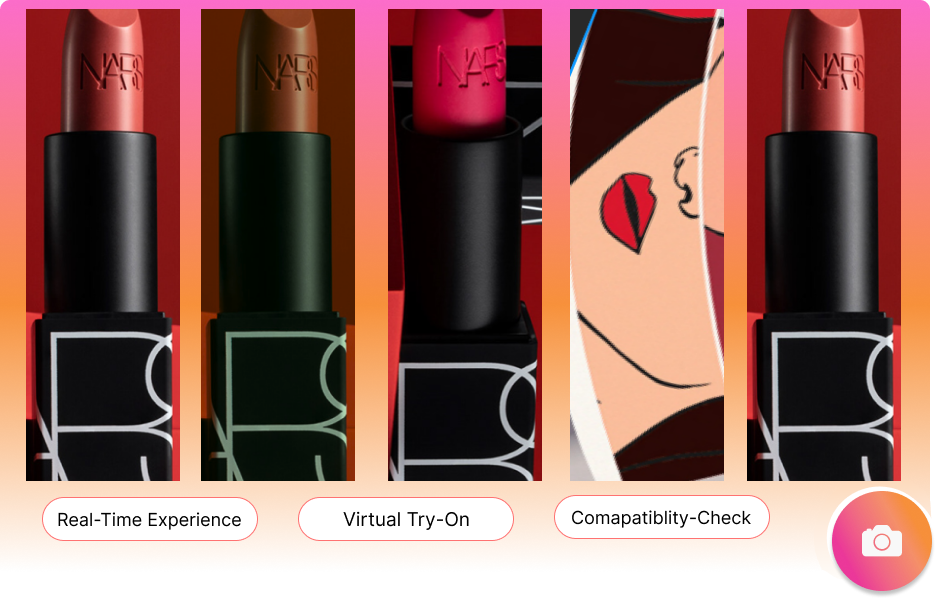 NARS
NARS
NARS
NARS
Real-Time Experience
Virtual Try-On
Comapatiblity-Check